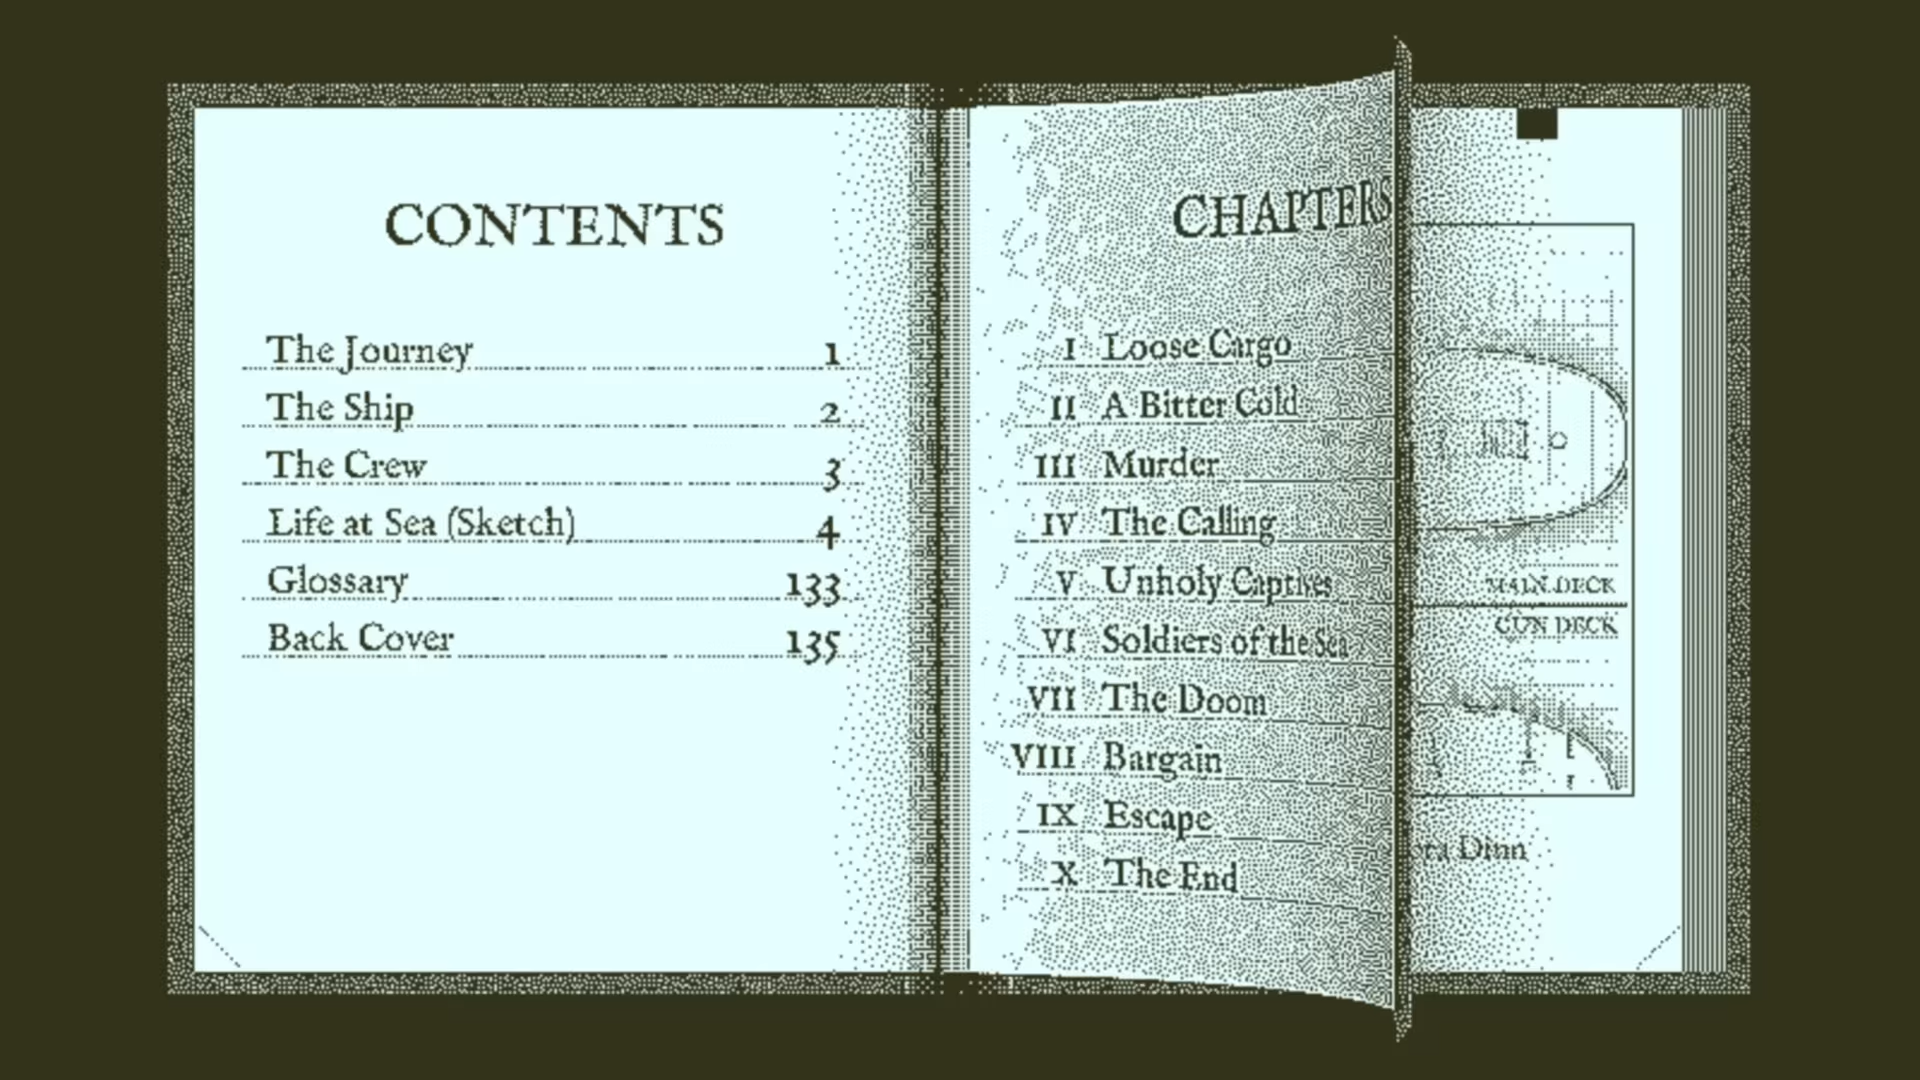 CONTENTS
The Journey 1
The Ship 2
The Crew 3
Life at Sea (Sketch) 4
Glossary 133
Back Cover 135
CHAPTERS
I Loose Cargo
II A Bitter Cold
III Murder
IV The Calling
V Unholy Captives
VI Soldiers of the Sea
VII The Doom
VIII Bargain
IX Escape
X The End
MAIN DECK
GUN DECK
Dinn